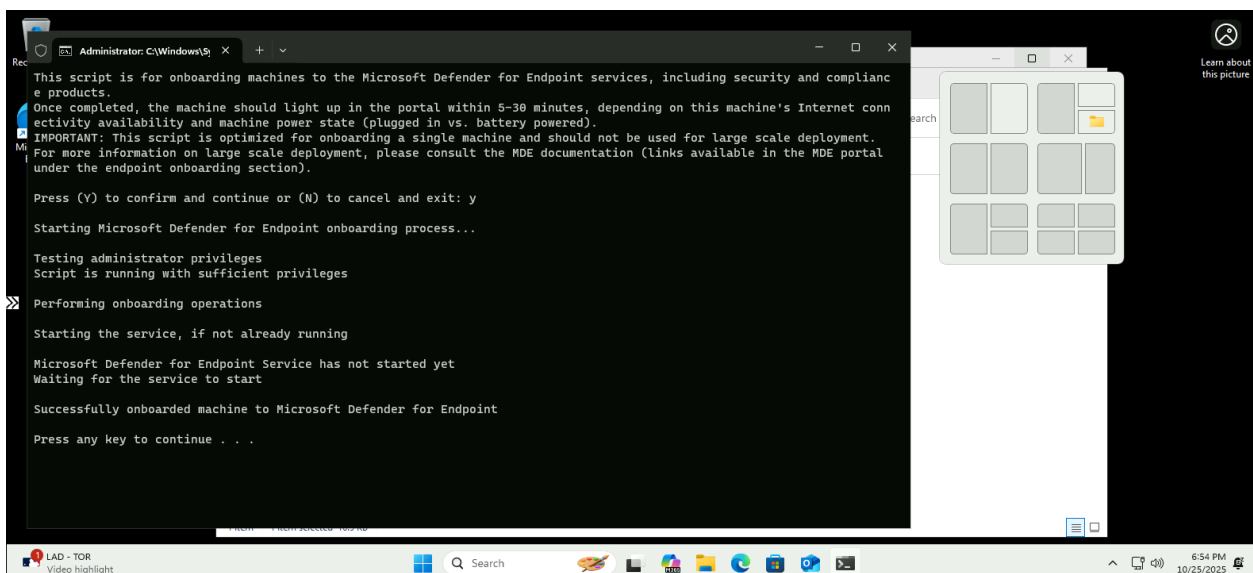 Administrator: C:\Windows\Sy
This script is for onboarding machines to the Microsoft Defender for Endpoint services, including security and complianc
e products.
Once completed, the machine should light up in the portal within 5-30 minutes, depending on this machine's Internet conn
ectivity availability and machine power state (plugged in vs. battery powered).
IMPORTANT: This script is optimized for onboarding a single machine and should not be used for large scale deployment.
For more information on large scale deployment, please consult the MDE documentation (links available in the MDE portal
under the endpoint onboarding section).
Press (Y) to confirm and continue or (N) to cancel and exit: y
Starting Microsoft Defender for Endpoint onboarding process...
Testing administrator privileges
Script is running with sufficient privileges
Performing onboarding operations
Starting the service, if not already running
Microsoft Defender for Endpoint Service has not started yet
Waiting for the service to start
Successfully onboarded machine to Microsoft Defender for Endpoint
Press any key to continue . . .
Rec
Mi
earch
Learn about
this picture
1
LAD - TOR
Video highlight
Search
M365
6:54 PM
10/25/2025